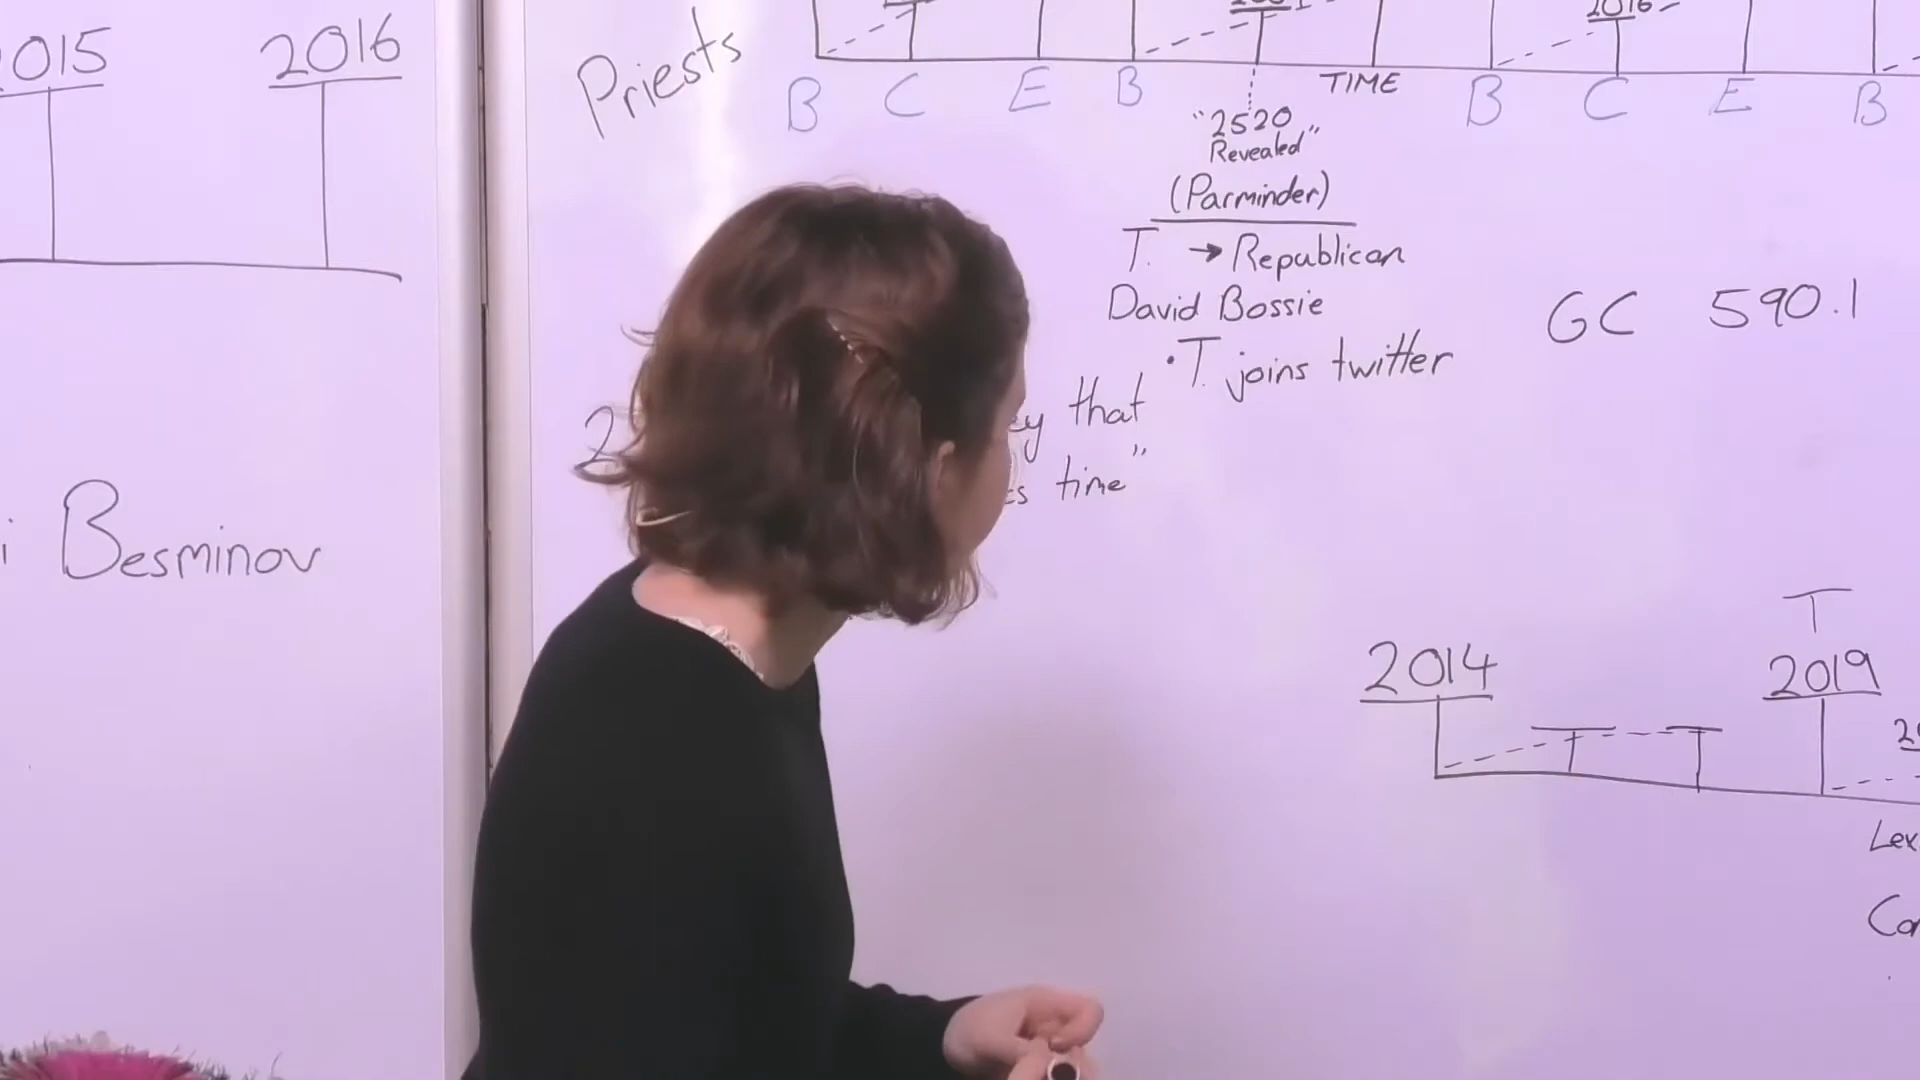 2015 2016
Besminov
Priests
2016
B C E B TIME B C E B
"2520
Revealed"
(Parminder)
T. → Republican
David Bossie
• T. joins twitter
that
time"
GC 590.1
T
2014 2019